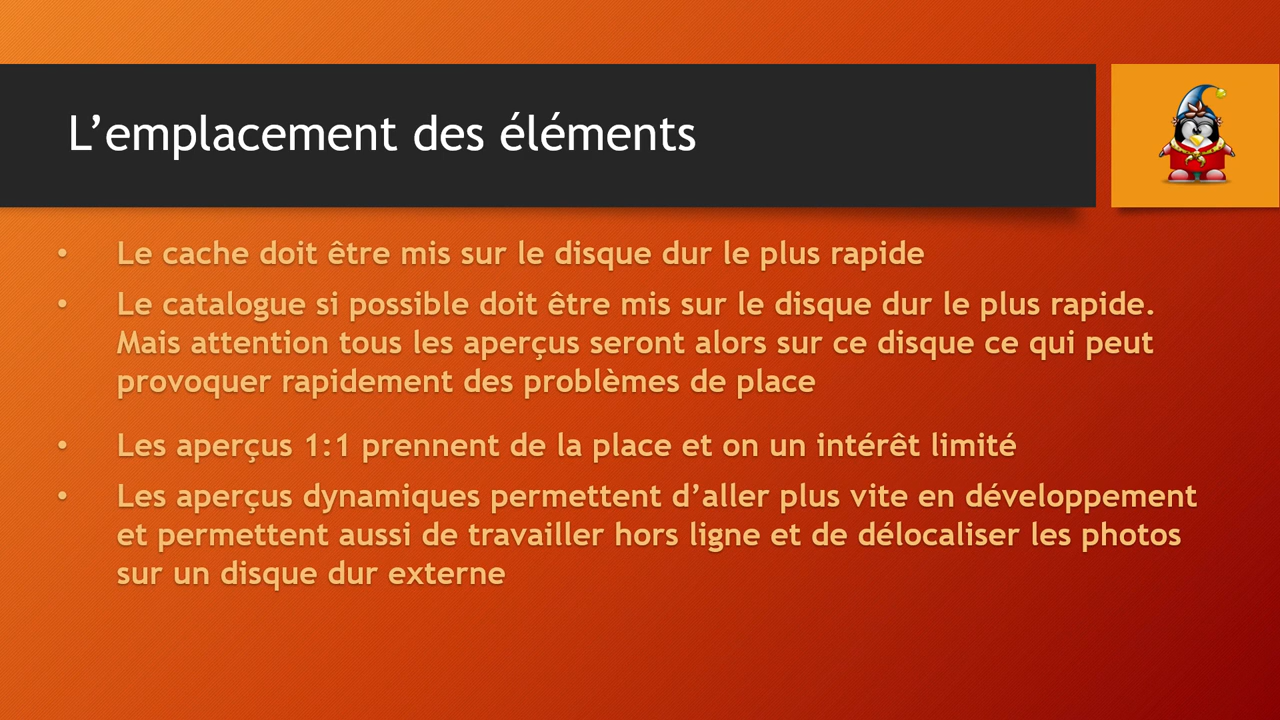 L’emplacement des éléments
• Le cache doit être mis sur le disque dur le plus rapide
• Le catalogue si possible doit être mis sur le disque dur le plus rapide.
Mais attention tous les aperçus seront alors sur ce disque ce qui peut
provoquer rapidement des problèmes de place
• Les aperçus 1:1 prennent de la place et on un intérêt limité
• Les aperçus dynamiques permettent d’aller plus vite en développement
et permettent aussi de travailler hors ligne et de délocaliser les photos
sur un disque dur externe